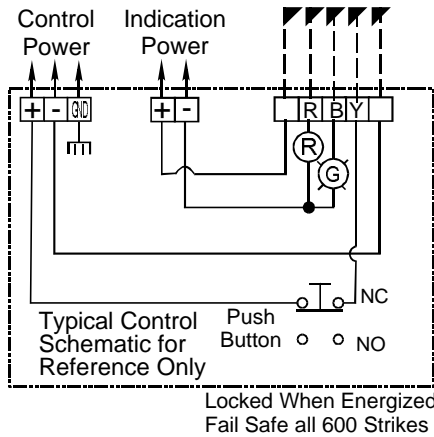 Control Power
Indication Power
+ - GND
+ -
R B Y
R
G
NC
Push Button
NO
Typical Control
Schematic for
Reference Only
Locked When Energized
Fail Safe all 600 Strikes